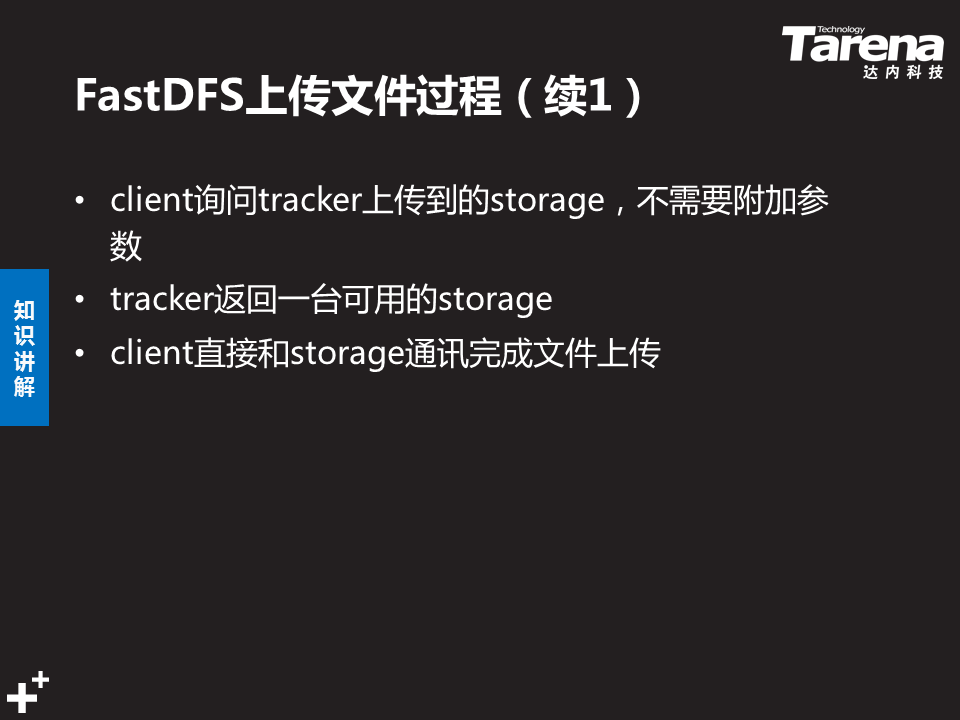 Technology
Tarena
达内科技
FastDFS上传文件过程（续1）
• client询问tracker上传到的storage，不需要附加参
数
• tracker返回一台可用的storage
• client直接和storage通讯完成文件上传
知
识
讲
解